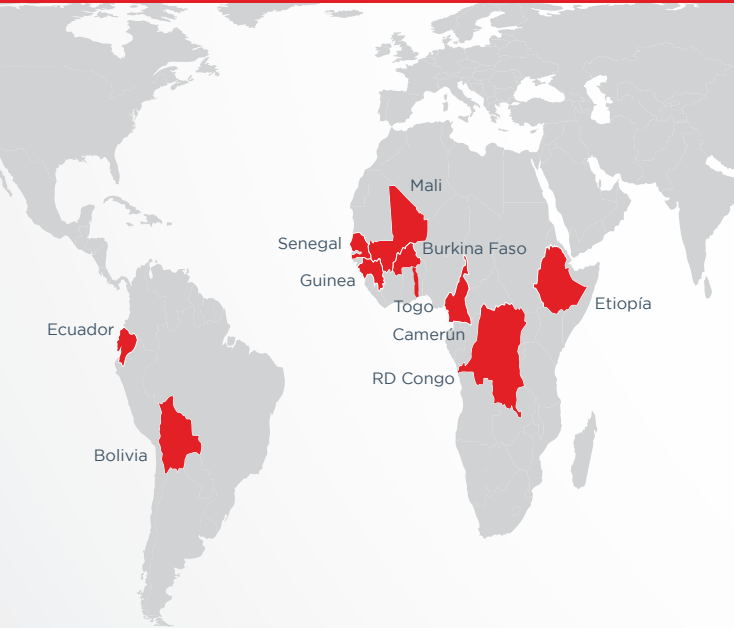 Mali
Senegal
Burkina Faso
Guinea
Etiopía
Togo
Ecuador
Camerún
RD Congo
Bolivia